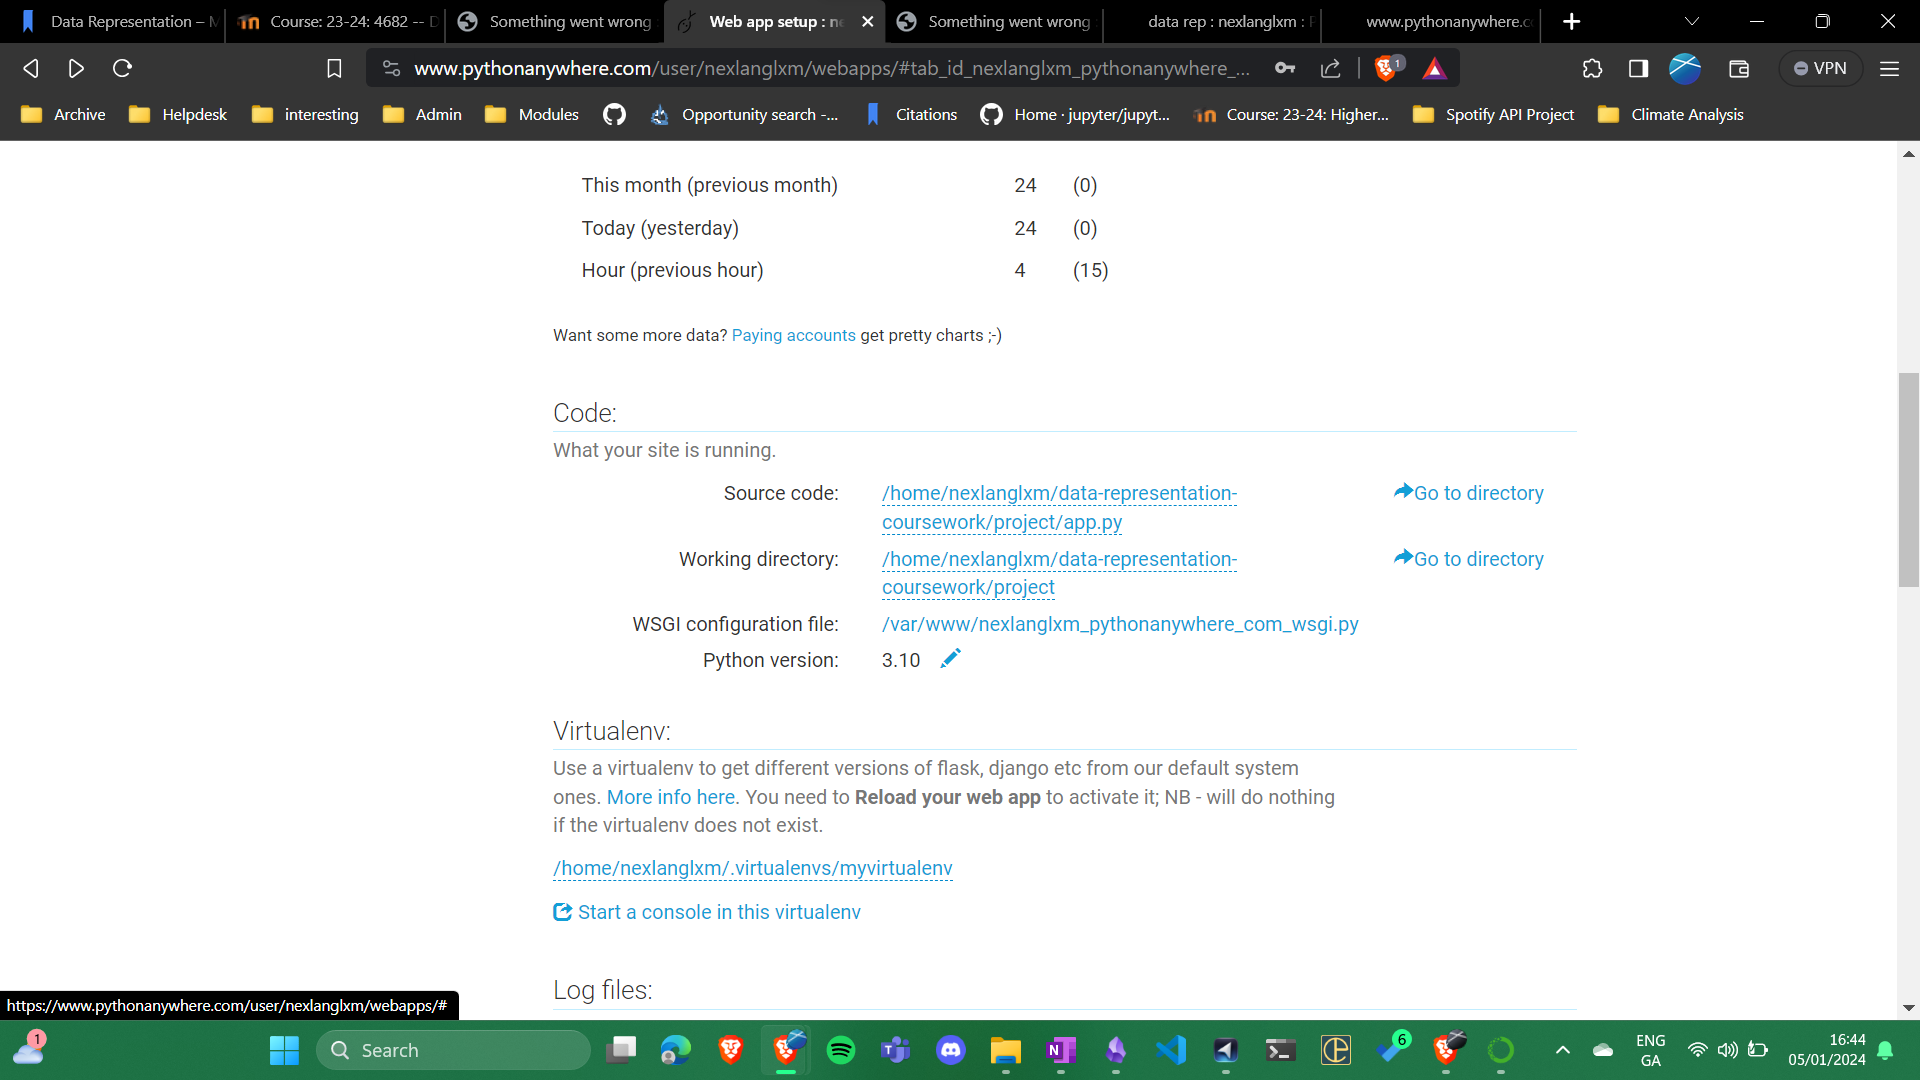 Data Representation – M
Course: 23-24: 4682 -- D
Something went wrong
Web app setup : ne
Something went wrong
data rep : nexlanglxm : P
www.pythonanywhere.co
www.pythonanywhere.com/user/nexlanglxm/webapps/#tab_id_nexlanglxm_pythonanywhere_...
1
VPN
Archive
Helpdesk
interesting
Admin
Modules
Opportunity search -...
Citations
Home · jupyter/jupyt...
Course: 23-24: Higher...
Spotify API Project
Climate Analysis
This month (previous month) 24 (0)
Today (yesterday) 24 (0)
Hour (previous hour) 4 (15)
Want some more data? Paying accounts get pretty charts ;-)
Code:
What your site is running.
Source code: /home/nexlanglxm/data-representation- Go to directory
coursework/project/app.py
Working directory: /home/nexlanglxm/data-representation- Go to directory
coursework/project
WSGI configuration file: /var/www/nexlanglxm_pythonanywhere_com_wsgi.py
Python version: 3.10
Virtualenv:
Use a virtualenv to get different versions of flask, django etc from our default system
ones. More info here. You need to Reload your web app to activate it; NB - will do nothing
if the virtualenv does not exist.
/home/nexlanglxm/.virtualenvs/myvirtualenv
Start a console in this virtualenv
Log files:
https://www.pythonanywhere.com/user/nexlanglxm/webapps/#
1
Search
6
ENG
GA
16:44
05/01/2024